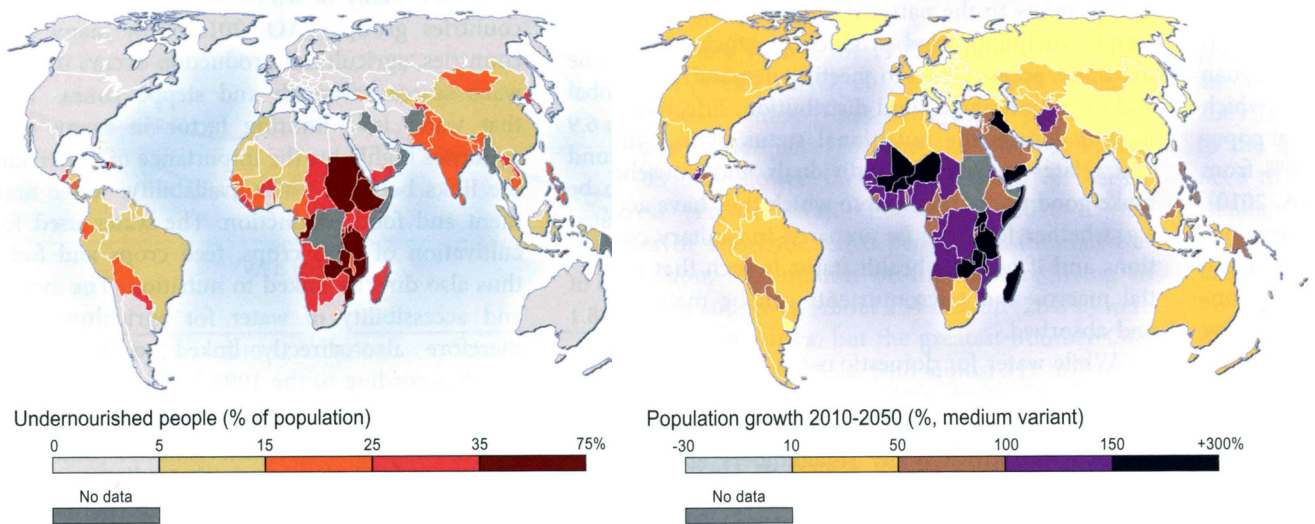 Undernourished people (% of population)
0 5 15 25 35 75%
No data
Population growth 2010-2050 (%, medium variant)
-30 10 50 100 150 +300%
No data